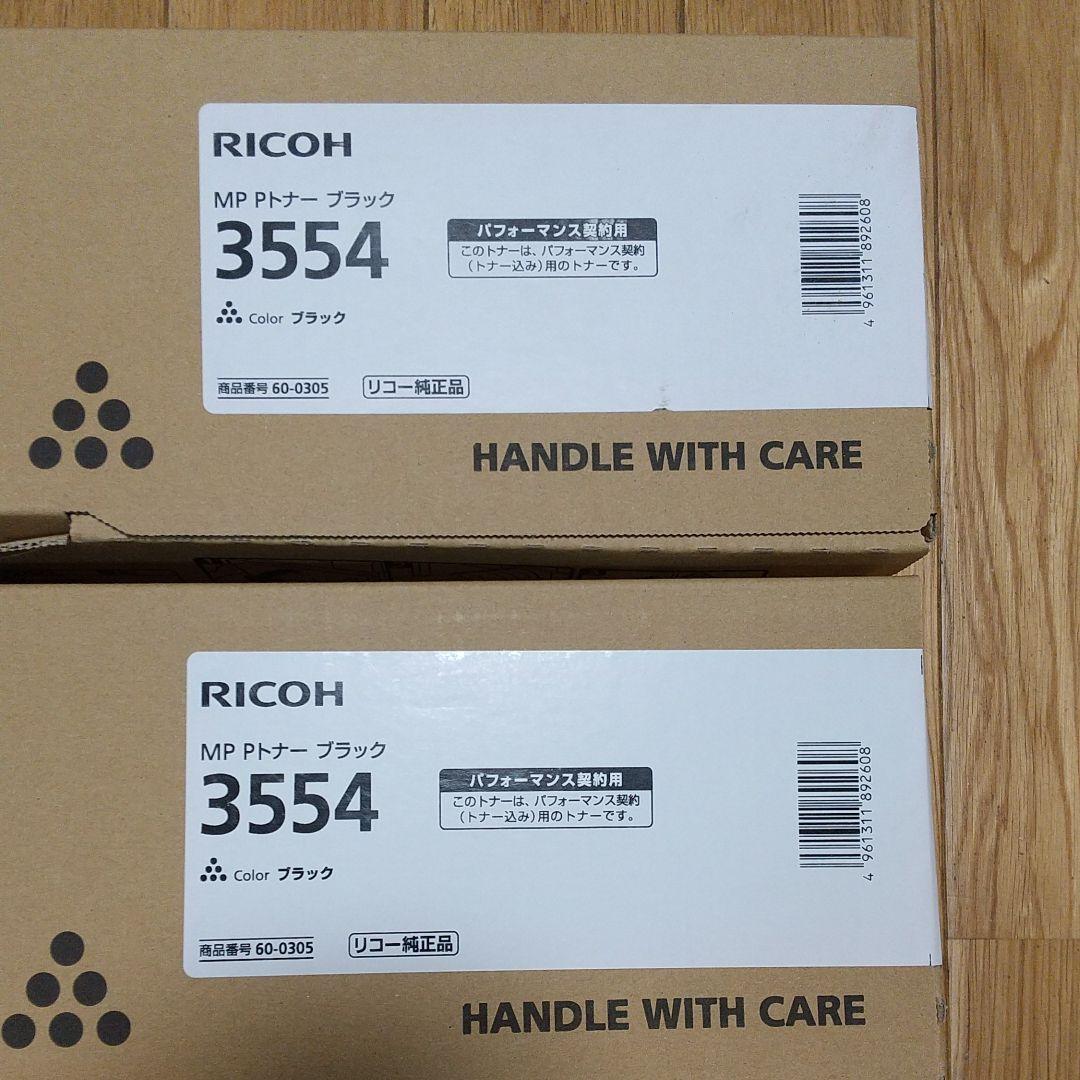 RICOH
MP Pトナー ブラック
3554
パフォーマンス契約用
このトナーは、パフォーマンス契約
(トナー込み)用のトナーです。
Color ブラック
商品番号 60-0305
リコー純正品
4 961311 892608
HANDLE WITH CARE
RICOH
MP Pトナー ブラック
3554
パフォーマンス契約用
このトナーは、パフォーマンス契約
(トナー込み)用のトナーです。
Color ブラック
商品番号 60-0305
リコー純正品
4 961311 892608
HANDLE WITH CARE